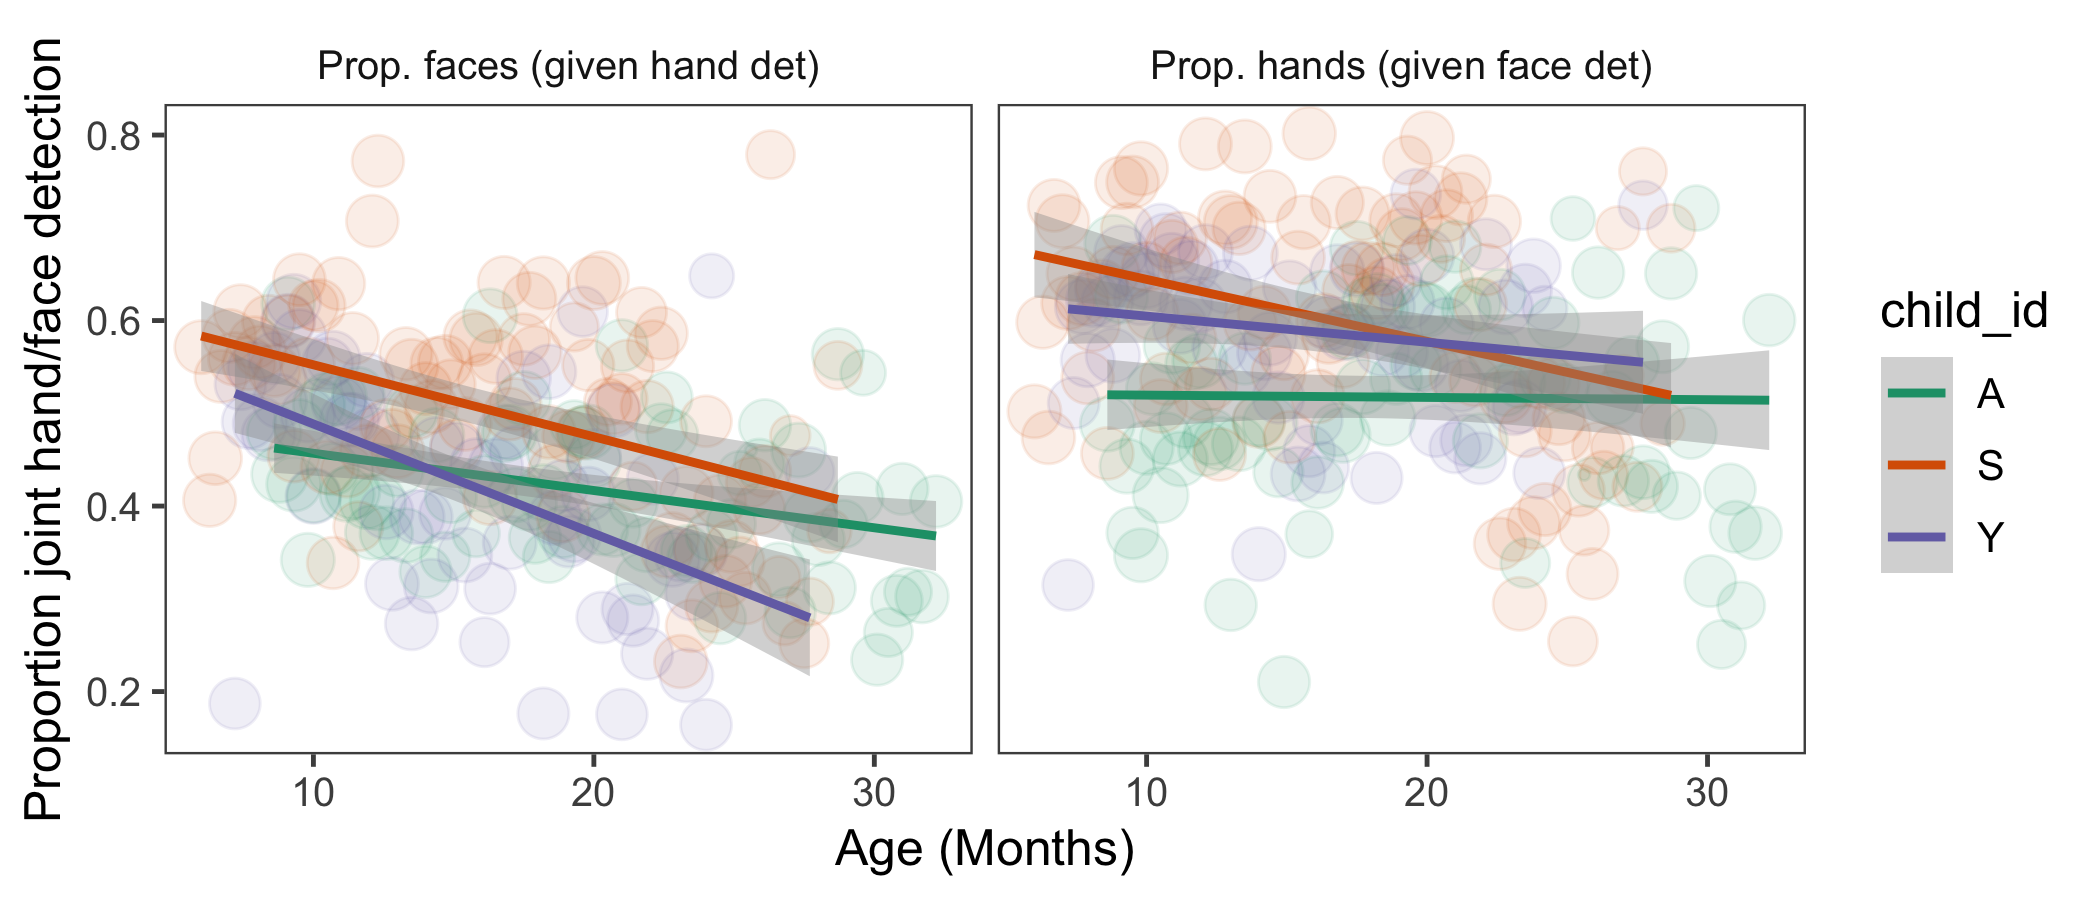 Prop. faces (given hand det)
Prop. hands (given face det)
Proportion joint hand/face detection
0.8
0.6
0.4
0.2
10
20
30
10
20
30
Age (Months)
child_id
A
S
Y